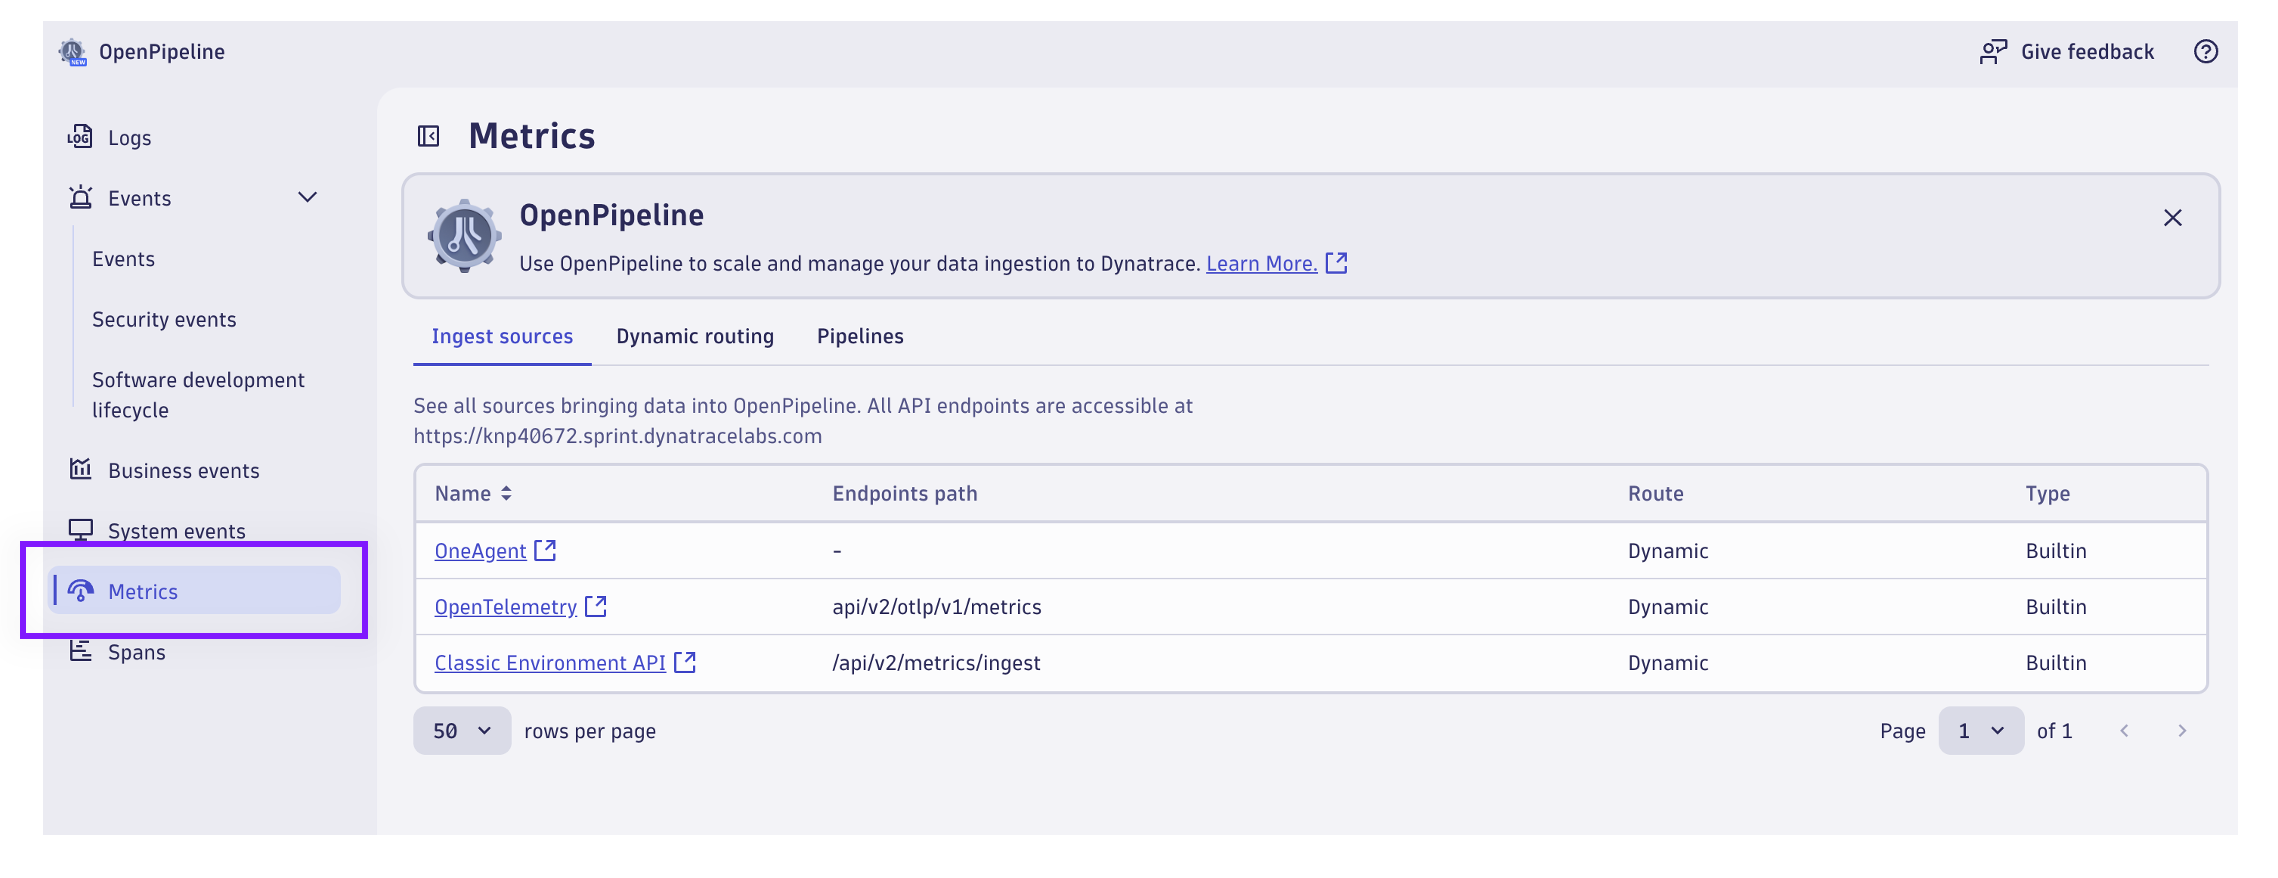 OpenPipeline
NEW
Give feedback
LOG Logs
Events
Events
Security events
Software development
lifecycle
Business events
System events
Metrics
Spans
Metrics
OpenPipeline
Use OpenPipeline to scale and manage your data ingestion to Dynatrace. Learn More.
Ingest sources Dynamic routing Pipelines
See all sources bringing data into OpenPipeline. All API endpoints are accessible at
https://knp40672.sprint.dynatracelabs.com
Name Endpoints path Route Type
OneAgent - Dynamic Builtin
OpenTelemetry api/v2/otlp/v1/metrics Dynamic Builtin
Classic Environment API /api/v2/metrics/ingest Dynamic Builtin
50 rows per page Page 1 of 1